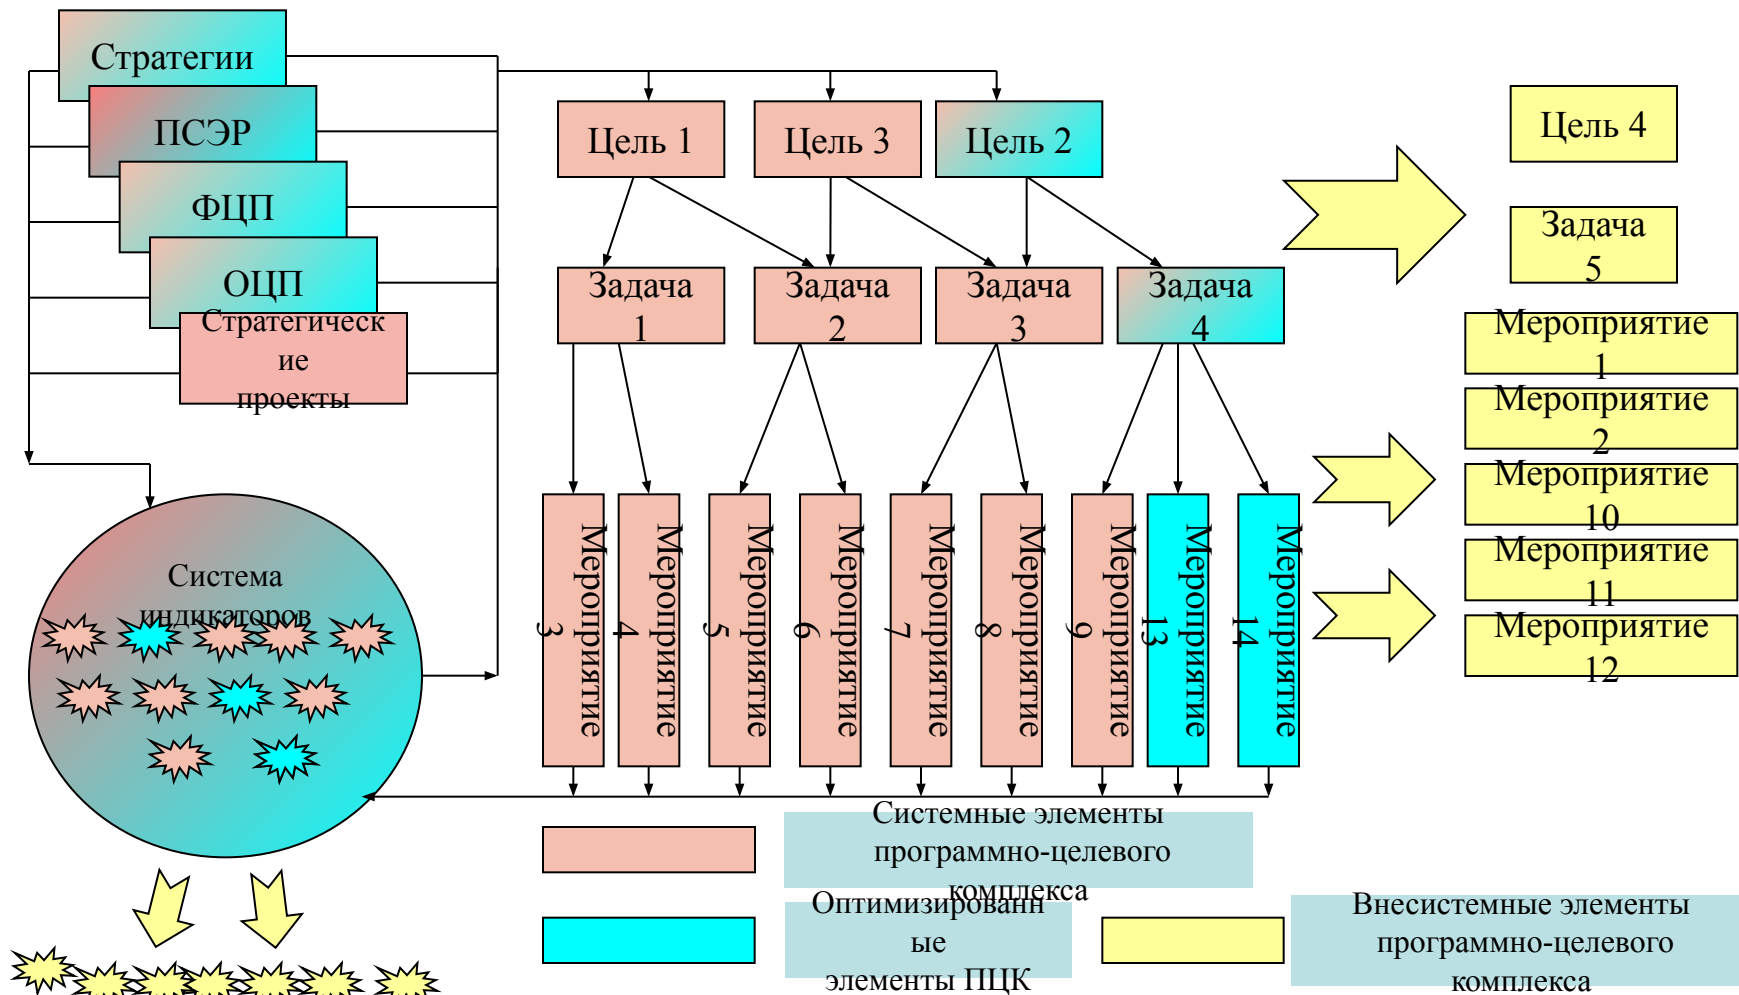 Стратегии
ПСЭР
ФЦП
ОЦП
Стратегическ
ие
проекты
Цель 1
Цель 3
Цель 2
Цель 4
Задача
5
Задача
1
Задача
2
Задача
3
Задача
4
Мероприятие
1
Мероприятие
2
Мероприятие
10
Мероприятие
11
Мероприятие
12
Система
индикаторов
Мероприятие
3
Мероприятие
4
Мероприятие
5
Мероприятие
6
Мероприятие
7
Мероприятие
8
Мероприятие
9
Мероприятие
13
Мероприятие
14
Системные элементы
программно-целевого
комплекса
Оптимизированн
ые
элементы ПЦК
Внесистемные элементы
программно-целевого
комплекса